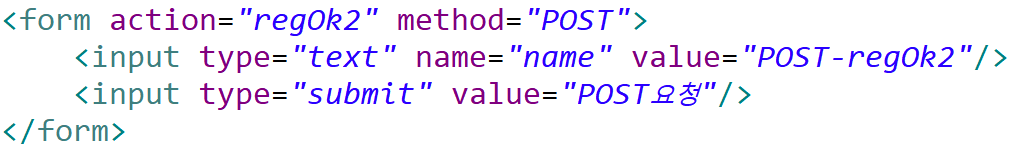 <form action="regOk2" method="POST">
    <input type="text" name="name" value="POST-regOk2"/>
    <input type="submit" value="POST요청"/>
</form>